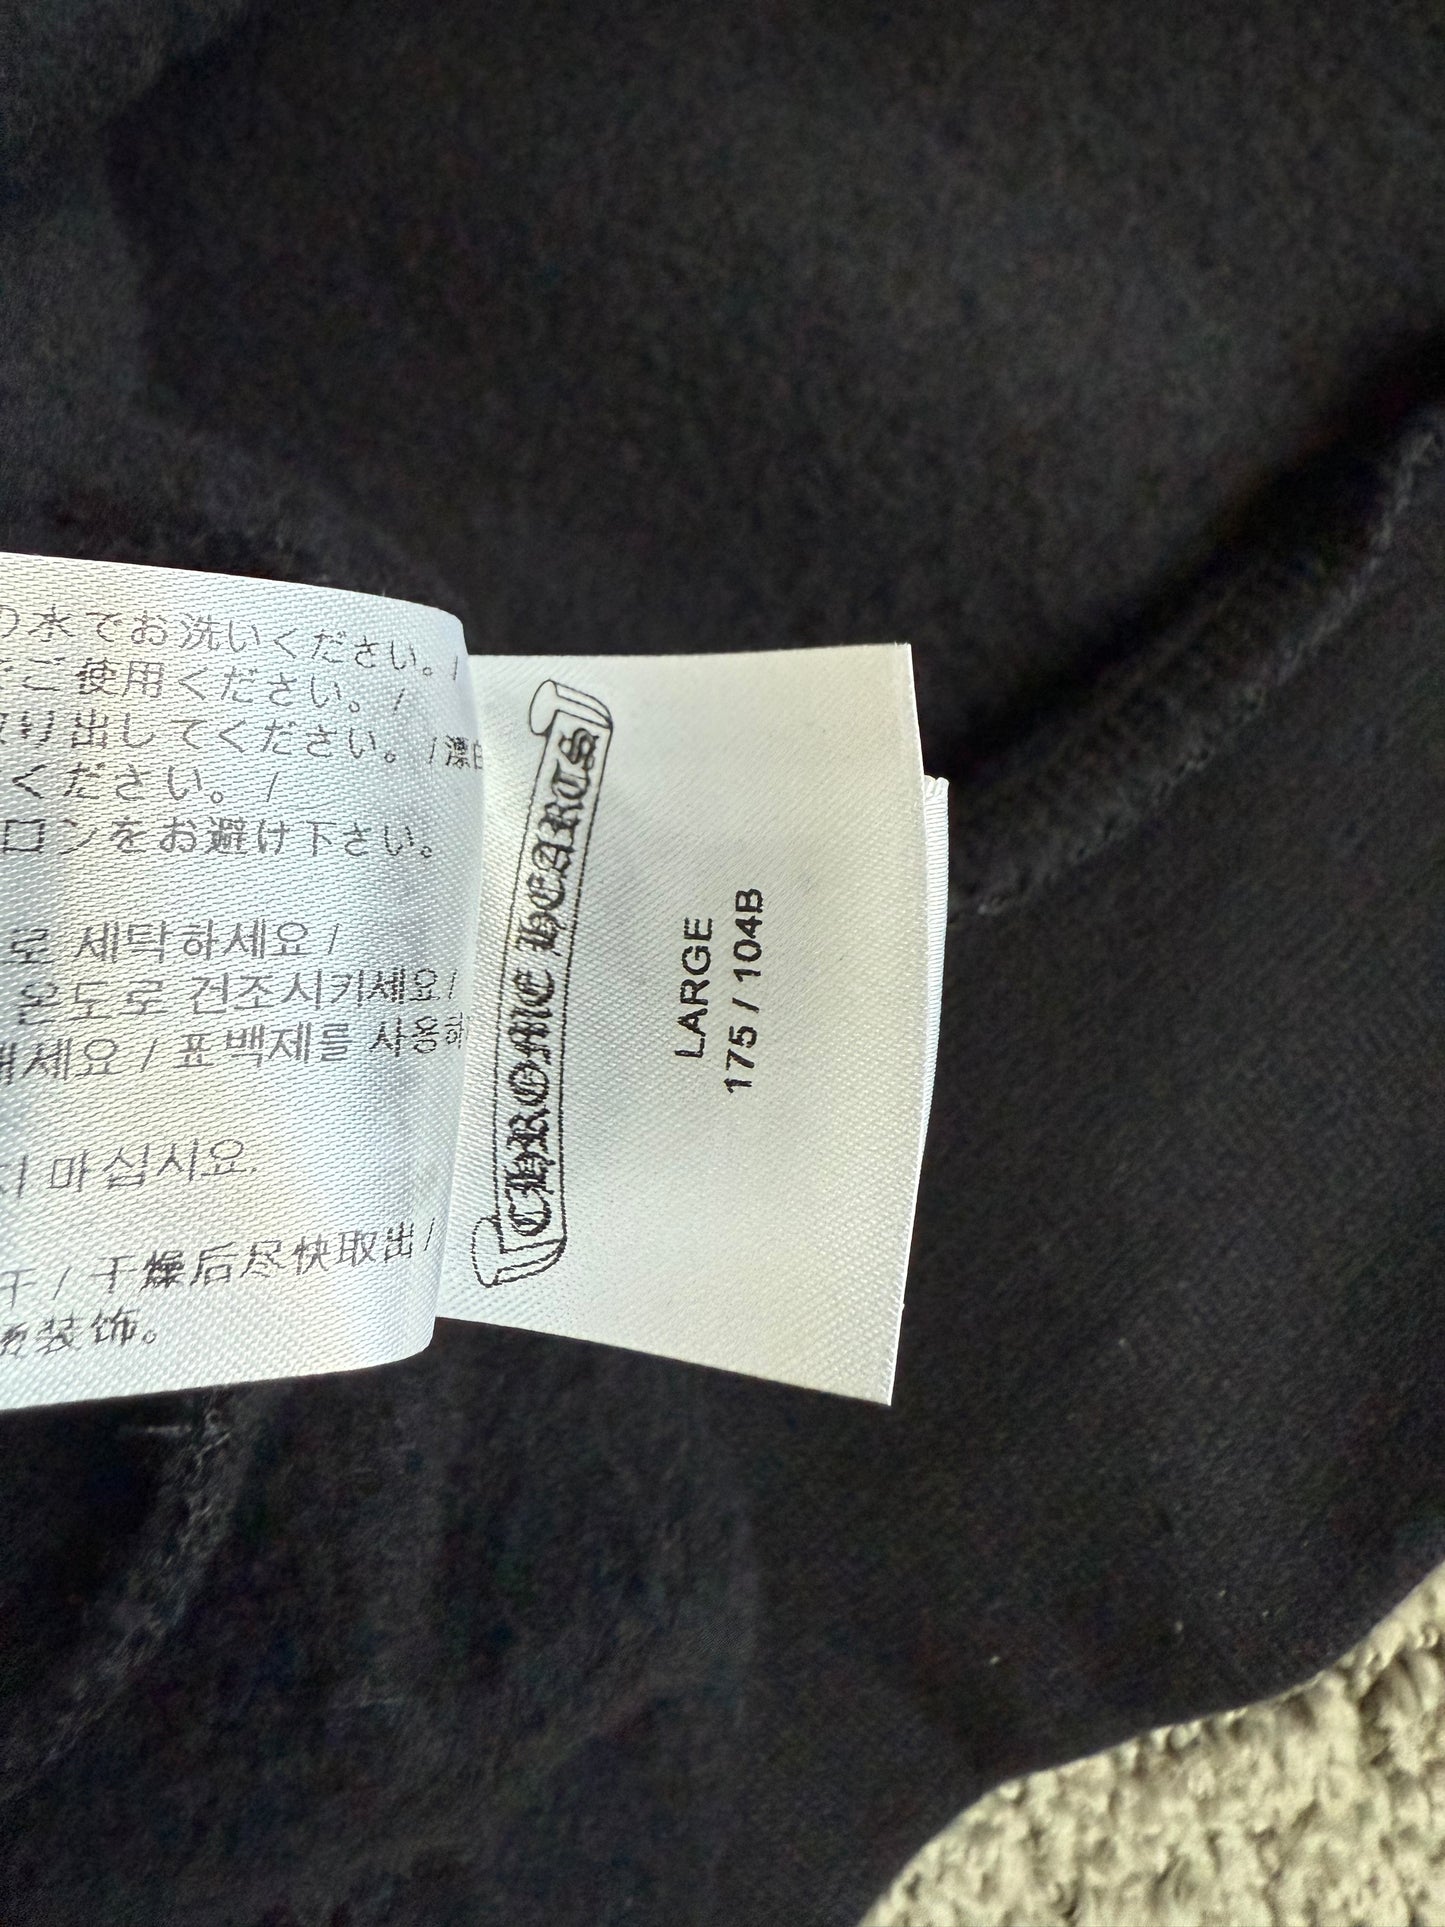 の水でお洗いください。/
ご使用ください。/
り出してください。/漂白
ください。/
ロンをお避け下さい。
로 세탁하세요 /
온도로 건조시키세요/
세요 / 표백제를 사용하
지 마십시요.
干 / 干燥后尽快取出/
装饰。
CHROME HEARTS
LARGE
175 / 104B